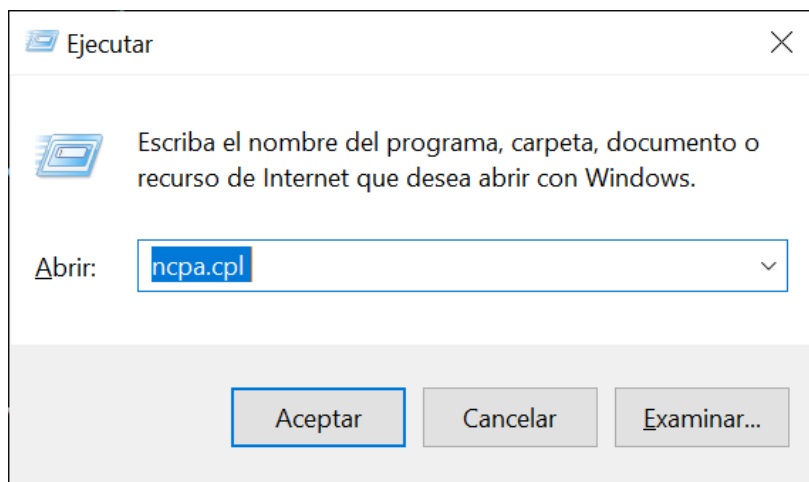 Ejecutar
Escriba el nombre del programa, carpeta, documento o
recurso de Internet que desea abrir con Windows.
Abrir: ncpa.cpl
Aceptar Cancelar Examinar...